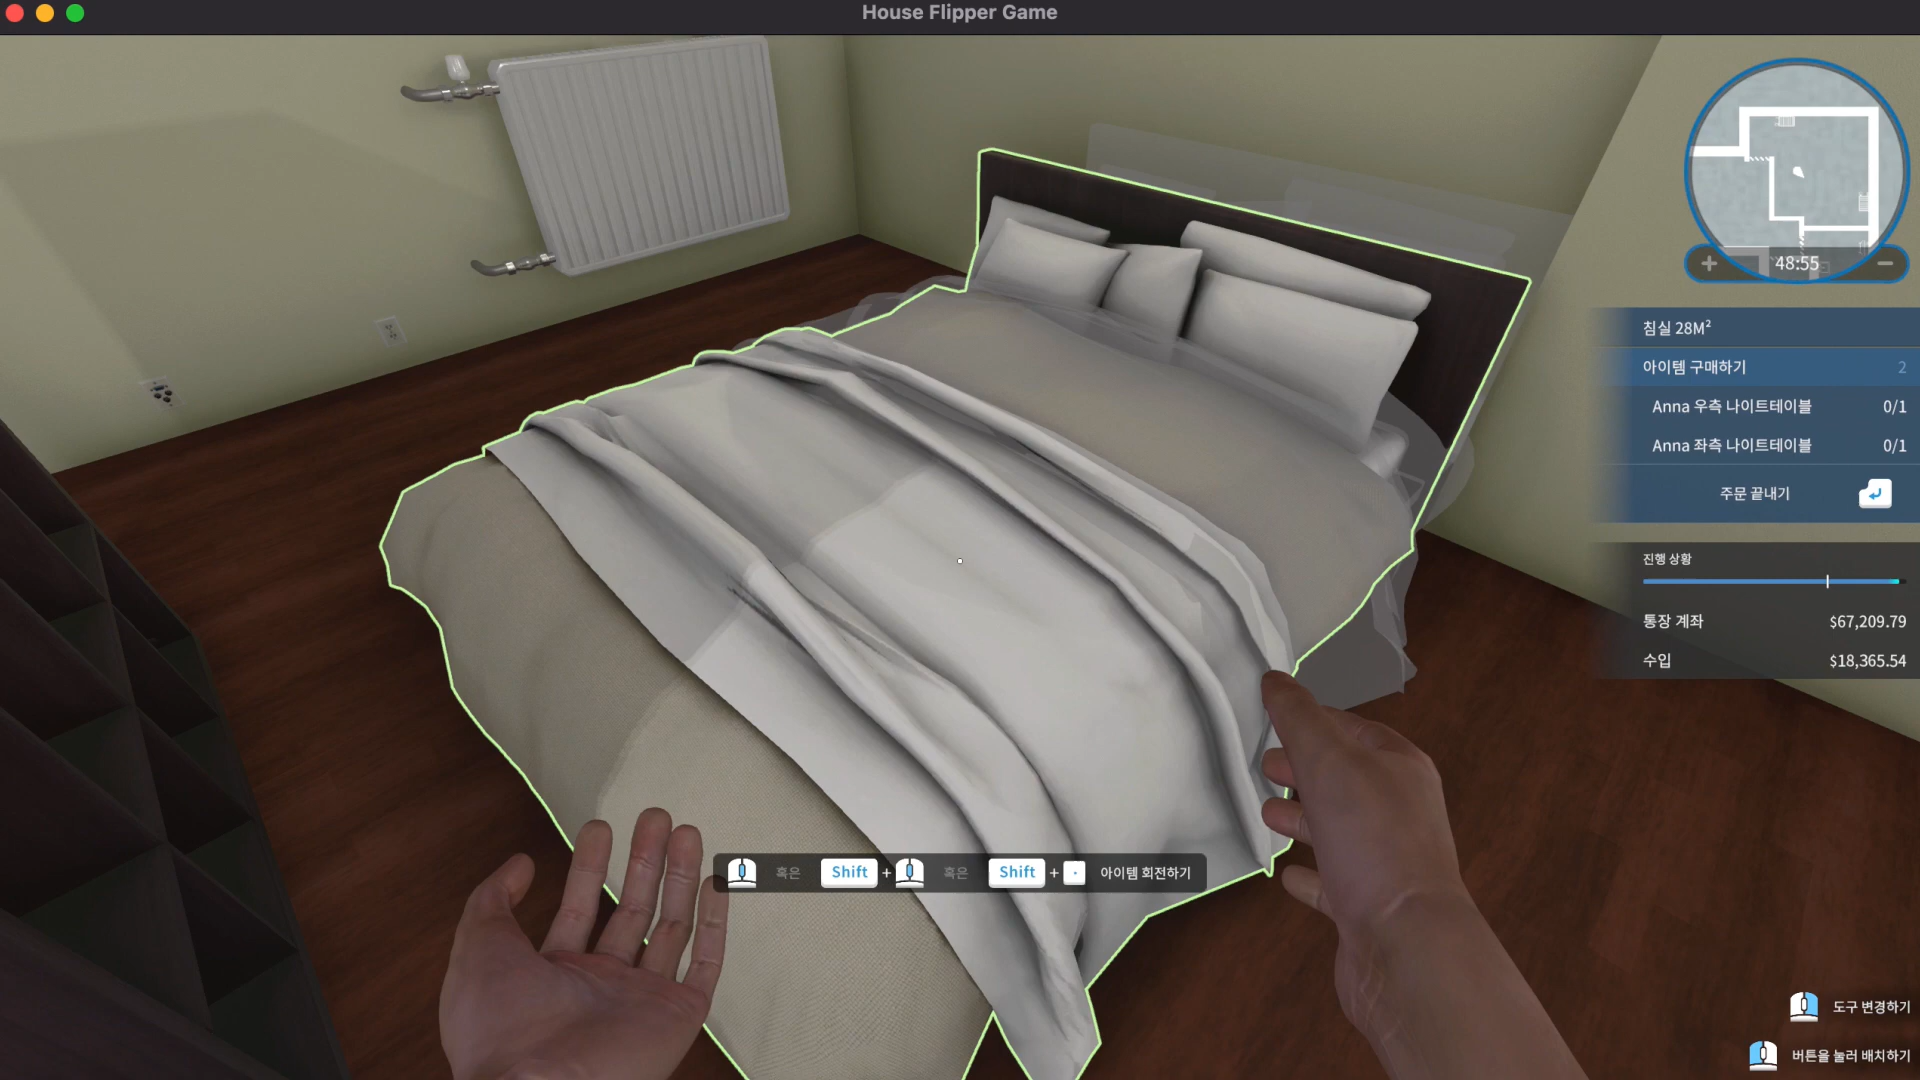 House Flipper Game
48:55
침실 28M²
아이템 구매하기 2
Anna 우측 나이트테이블 0/1
Anna 좌측 나이트테이블 0/1
주문 끝내기
진행 상황
통장 계좌 $67,209.79
수입 $18,365.54
혹은 Shift + 혹은 Shift + · 아이템 회전하기
도구 변경하기
버튼을 눌러 배치하기